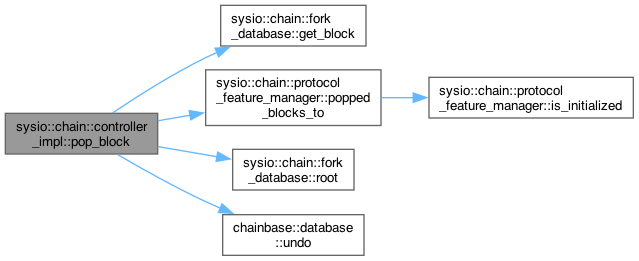 sysio::chain::controller
_impl::pop_block
sysio::chain::fork
_database::get_block
sysio::chain::protocol
_feature_manager::popped
_blocks_to
sysio::chain::protocol
_feature_manager::is_initialized
sysio::chain::fork
_database::root
chainbase::database
::undo